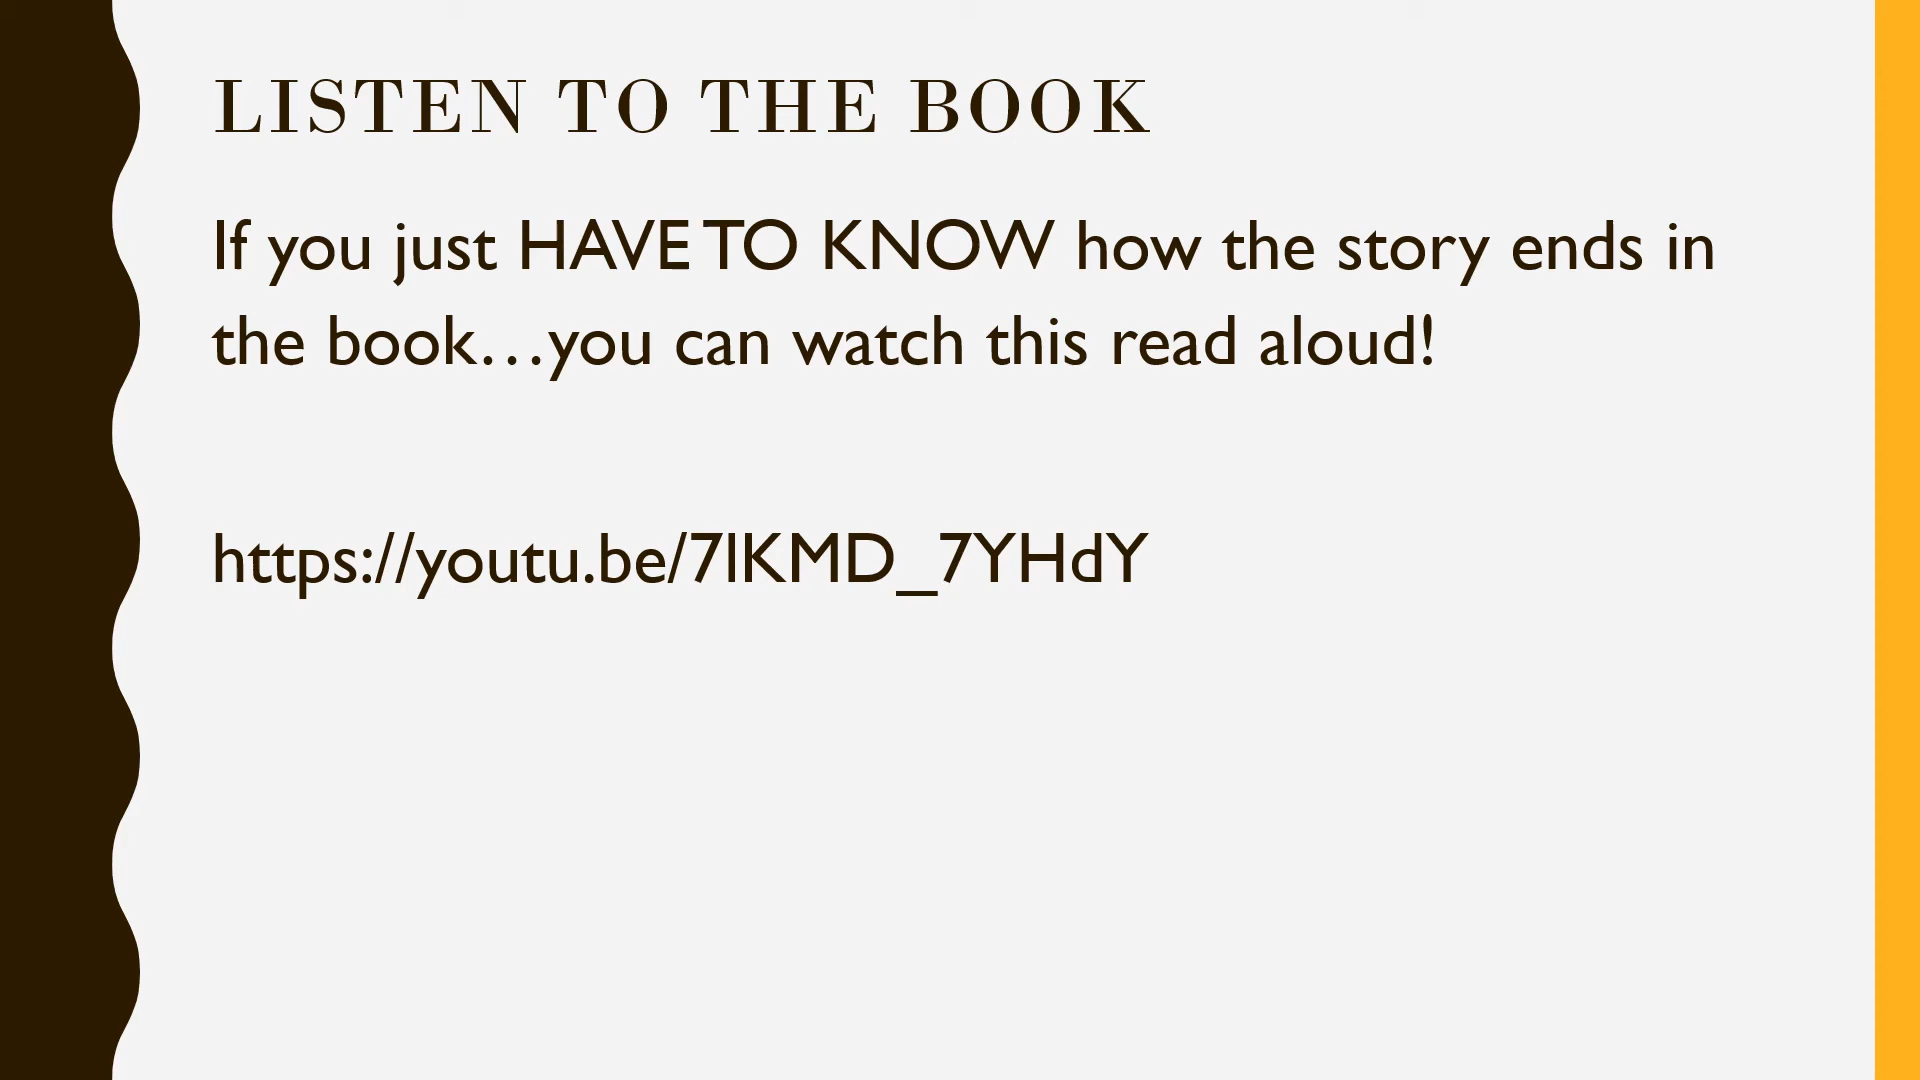 LISTEN TO THE BOOK
If you just HAVE TO KNOW how the story ends in
the book…you can watch this read aloud!
https://youtu.be/7lKMD_7YHdY